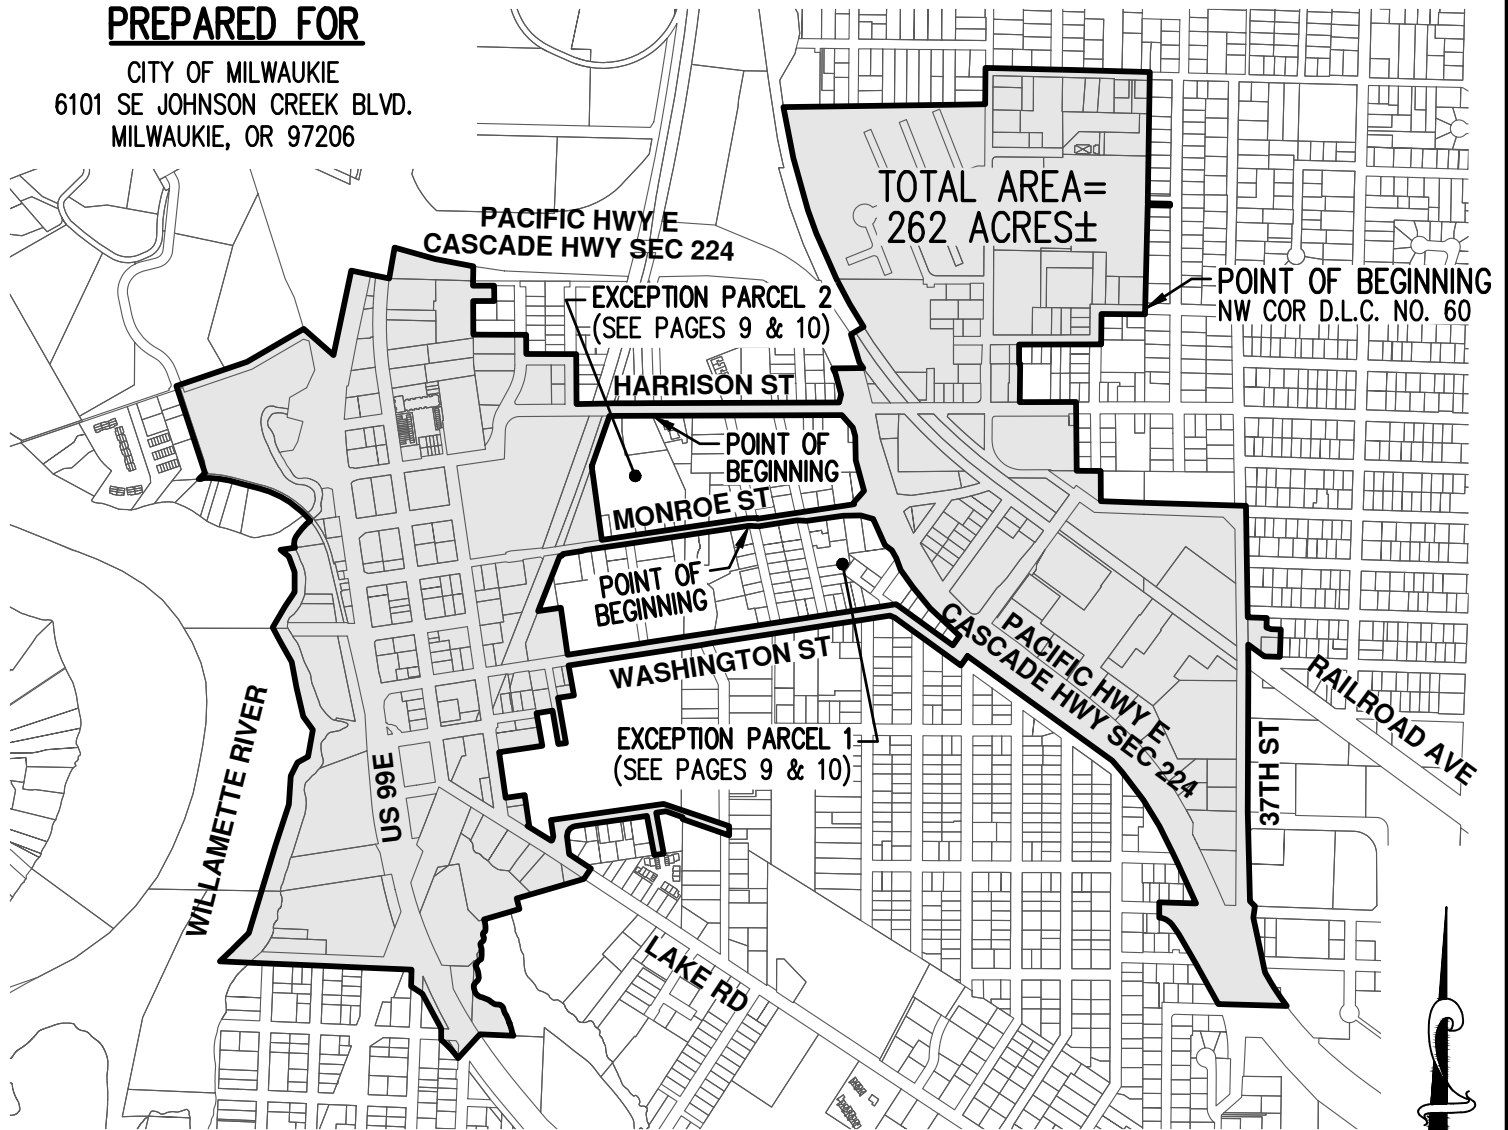 PREPARED FOR
CITY OF MILWAUKIE
6101 SE JOHNSON CREEK BLVD.
MILWAUKIE, OR 97206
TOTAL AREA=
262 ACRES±
PACIFIC HWY E
CASCADE HWY SEC 224
POINT OF BEGINNING
NW COR D.L.C. NO. 60
EXCEPTION PARCEL 2
(SEE PAGES 9 & 10)
HARRISON ST
POINT OF
BEGINNING
MONROE ST
POINT OF
BEGINNING
WASHINGTON ST
PACIFIC HWY E
CASCADE HWY SEC 224
RAILROAD AVE
WILLAMETTE RIVER
US 99E
EXCEPTION PARCEL 1
(SEE PAGES 9 & 10)
37TH ST
LAKE RD